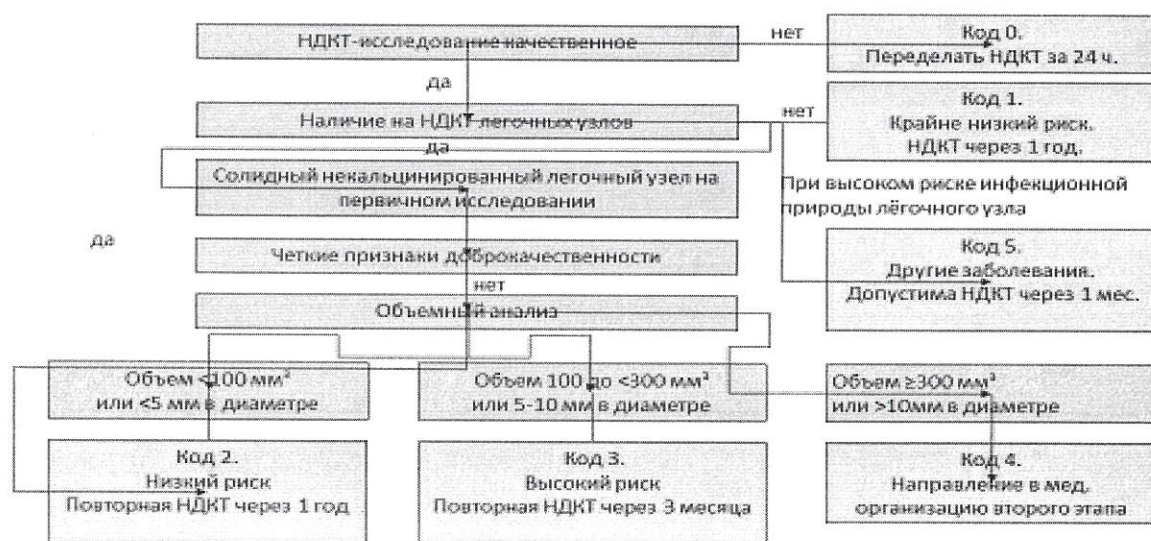 НДКТ-исследование качественное
нет
Код 0.
Переделать НДКТ за 24 ч.
да
Наличие на НДКТ легочных узлов
нет
Код 1.
Крайне низкий риск.
НДКТ через 1 год.
да
Солидный некальцинированный легочный узел на
первичном исследовании
При высоком риске инфекционной
природы лёгочного узла
да
Четкие признаки доброкачественности
Код 5.
Другие заболевания.
Допустима НДКТ через 1 мес.
нет
Объемный анализ
Объем <100 мм³
или <5 мм в диаметре
Объем 100 до <300 мм³
или 5-10 мм в диаметре
Объем ≥300 мм³
или >10мм в диаметре
Код 2.
Низкий риск
Повторная НДКТ через 1 год
Код 3.
Высокий риск
Повторная НДКТ через 3 месяца
Код 4.
Направление в мед.
организацию второго этапа